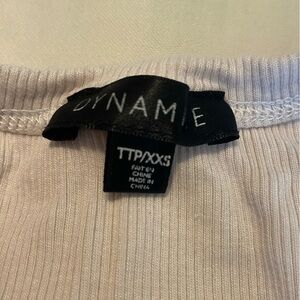 DYNAMI E
TTP/XXS
FAIT EN
CHINE
MADE IN
CHINA